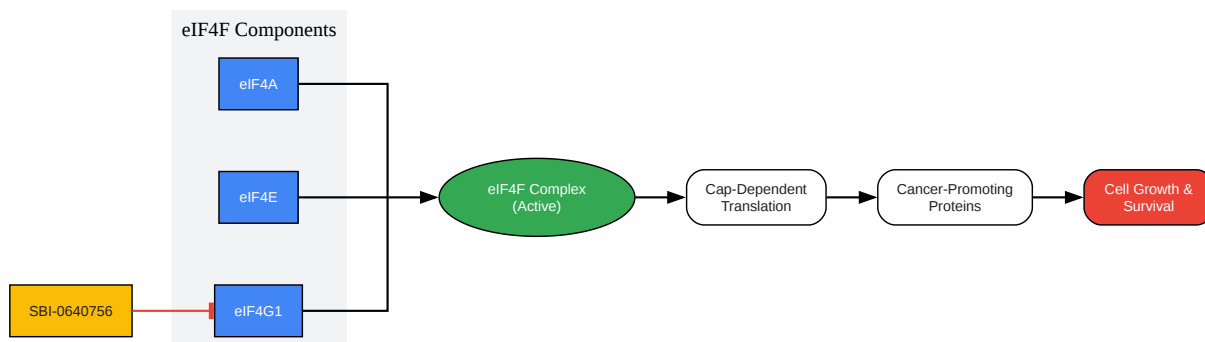 eIF4F Components
eIF4A
eIF4E
eIF4F Complex
(Active)
Cap-Dependent
Translation
Cancer-Promoting
Proteins
Cell Growth &
Survival
SBI-0640756
eIF4G1